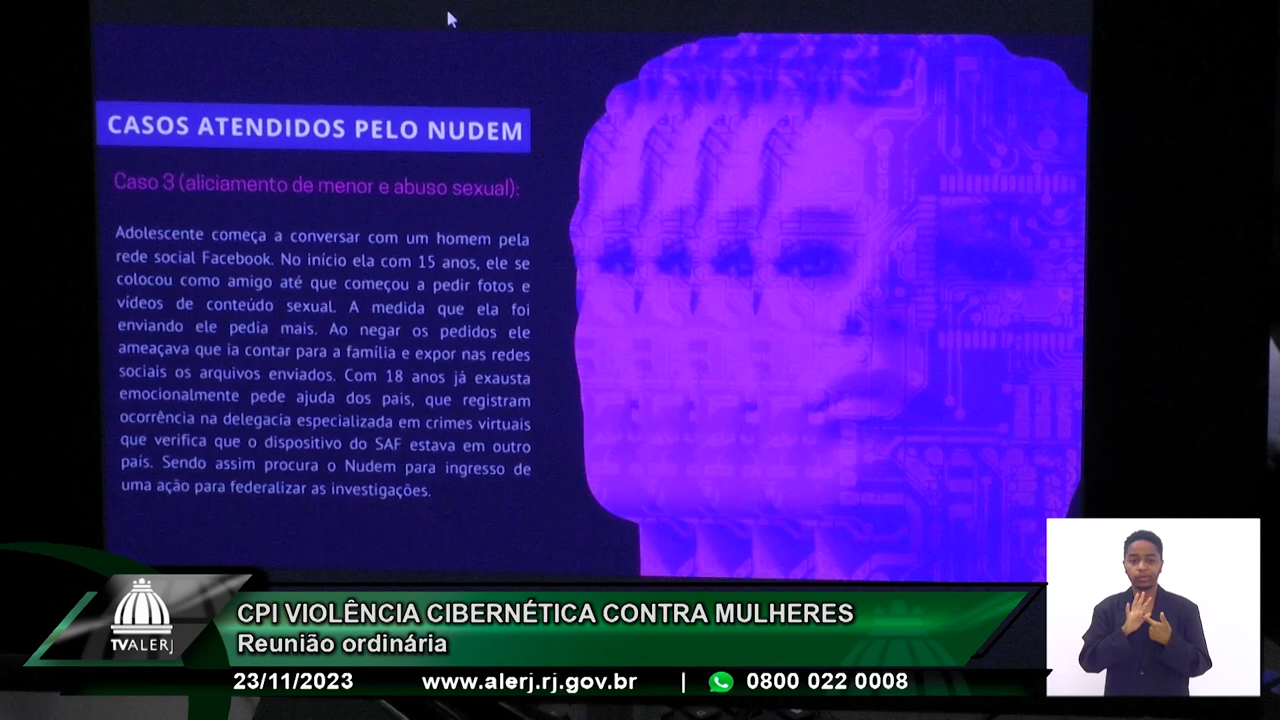 CASOS ATENDIDOS PELO NUDEM
Caso 3 (aliciamento de menor e abuso sexual):
Adolescente começa a conversar com um homem pela
rede social Facebook. No início ela com 15 anos, ele se
colocou como amigo até que começou a pedir fotos e
vídeos de conteúdo sexual. A medida que ela foi
enviando ele pedia mais. Ao negar os pedidos ele
ameaçava que ia contar para a família e expor nas redes
sociais os arquivos enviados. Com 18 anos já exausta
emocionalmente pede ajuda dos pais, que registram
ocorrência na delegacia especializada em crimes virtuais
que verifica que o dispositivo do SAF estava em outro
país. Sendo assim procura o Nudem para ingresso de
uma ação para federalizar as investigações.
TVALERJ
CPI VIOLÊNCIA CIBERNÉTICA CONTRA MULHERES
Reunião ordinária
23/11/2023 www.alerj.rj.gov.br | 0800 022 0008